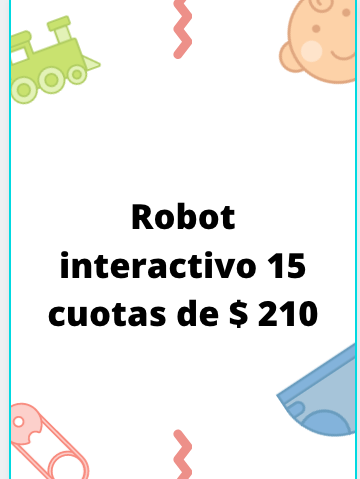 Robot
interactivo 15
cuotas de $ 210